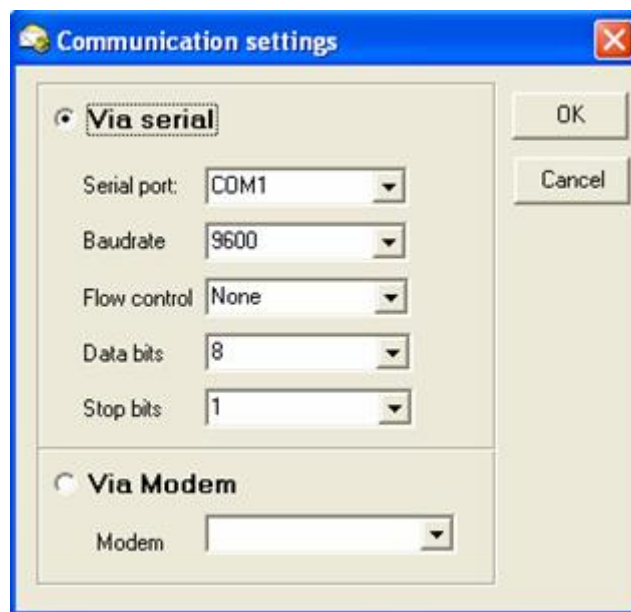 Communication settings
Via serial
OK
Serial port: COM1
Cancel
Baudrate 9600
Flow control None
Data bits 8
Stop bits 1
Via Modem
Modem